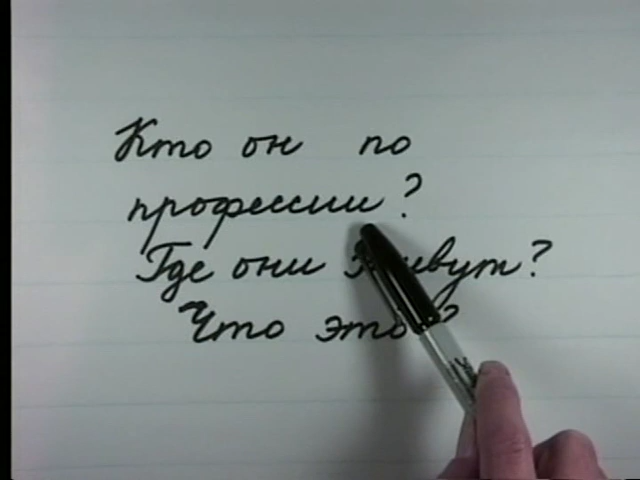 Кто он по
профессии?
Где они живут?
Что это?